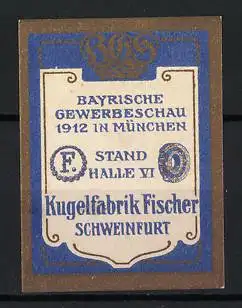 BAYRISCHE
GEWERBESCHAU
1912 IN MÜNCHEN
F. STAND
HALLE VI
Kugelfabrik Fischer
SCHWEINFURT